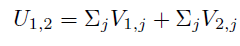 U_{1,2} = Σ_j V_{1,j} + Σ_j V_{2,j}